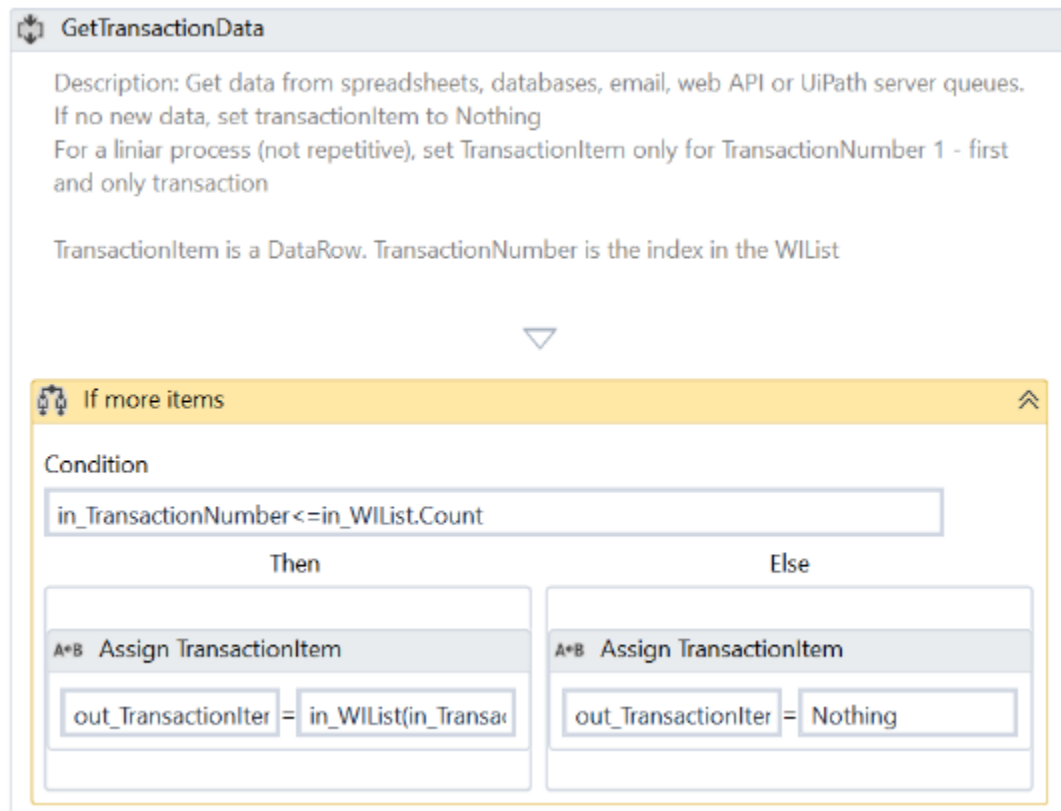 GetTransactionData
Description: Get data from spreadsheets, databases, email, web API or UiPath server queues.
If no new data, set transactionItem to Nothing
For a liniar process (not repetitive), set TransactionItem only for TransactionNumber 1 - first
and only transaction
TransactionItem is a DataRow. TransactionNumber is the index in the WIList
If more items
Condition
in_TransactionNumber<=in_WIList.Count
Then Else
A*B Assign TransactionItem A*B Assign TransactionItem
out_TransactionIter = in_WIList(in_Transac out_TransactionIter = Nothing